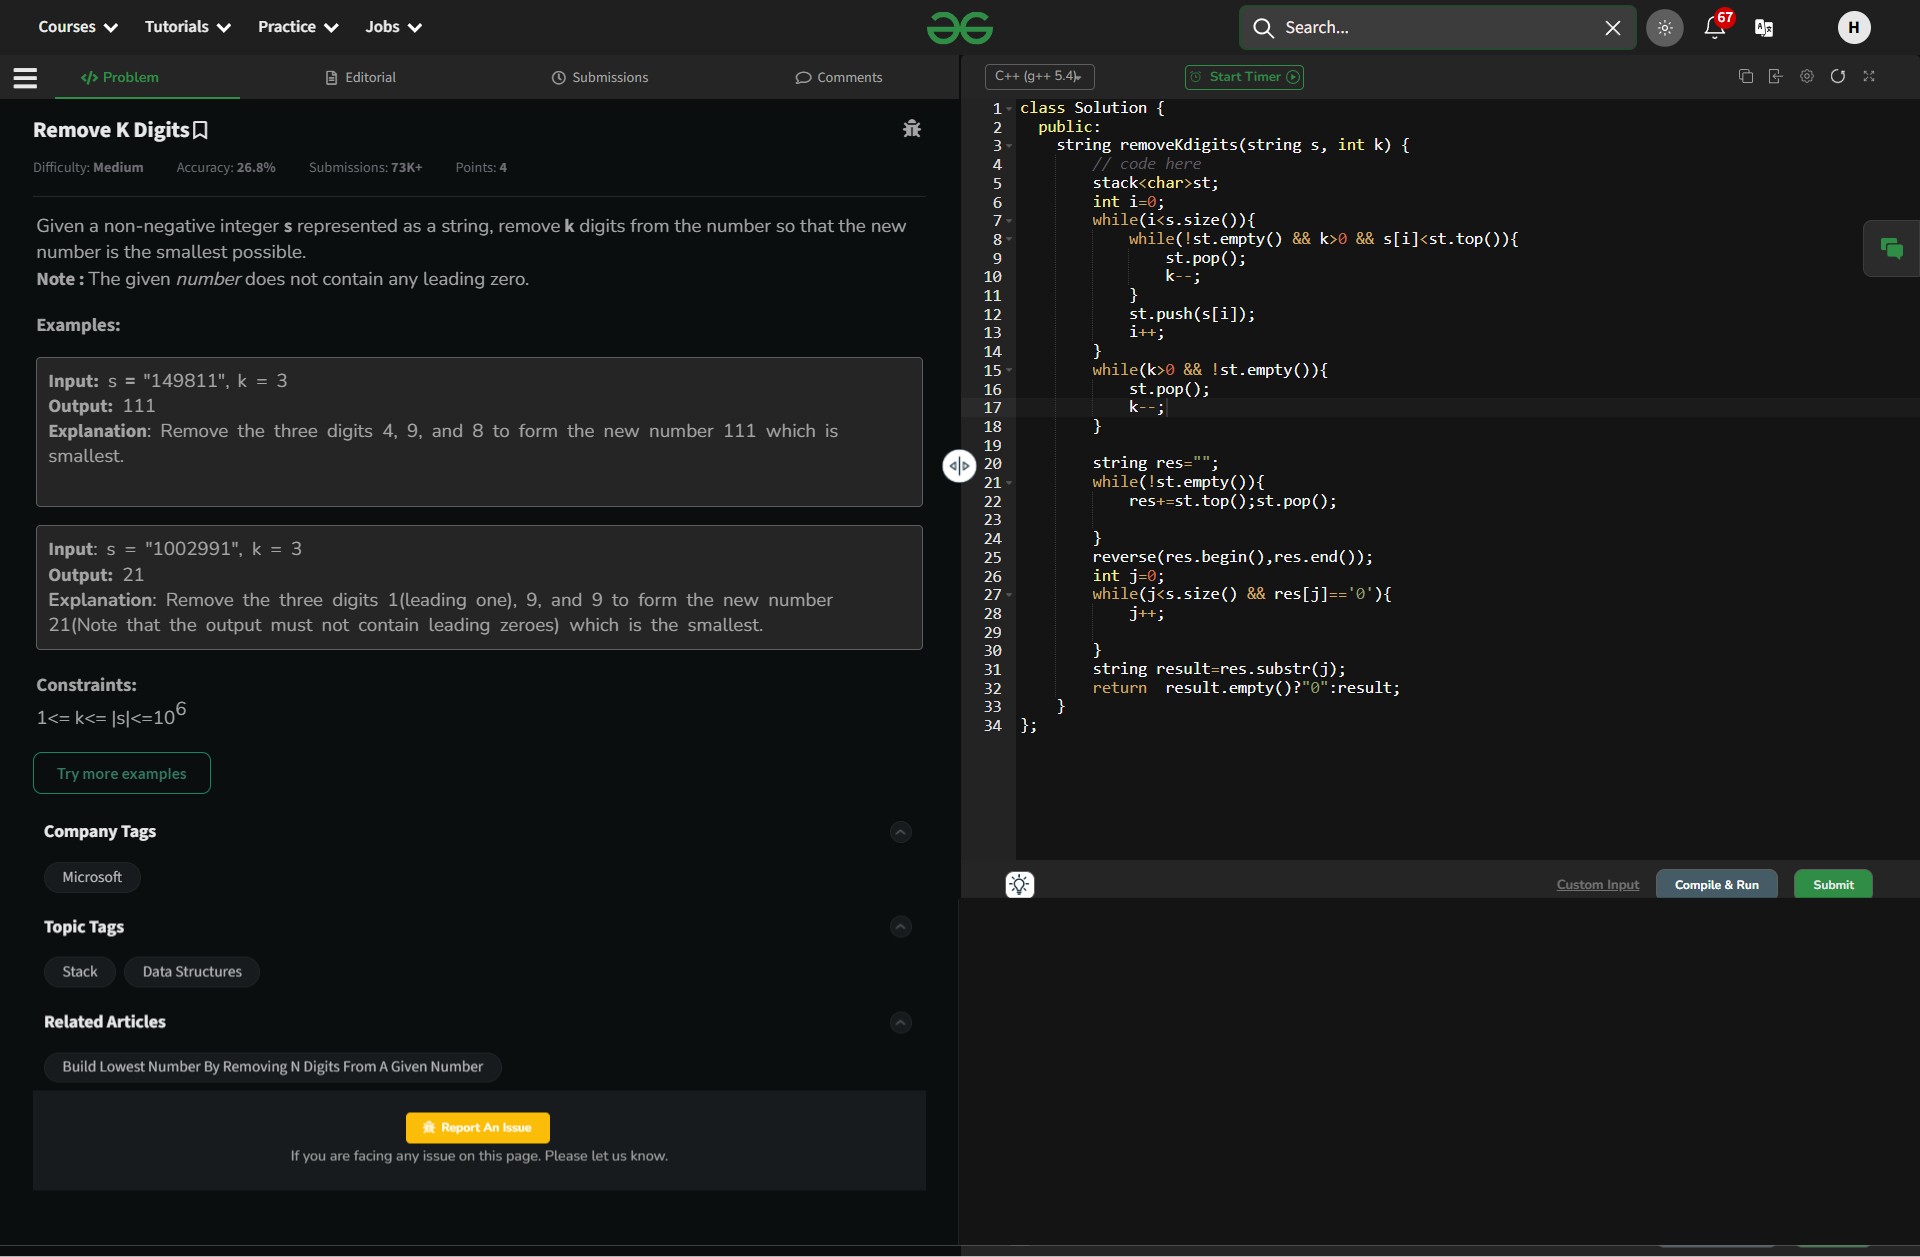 Courses
Tutorials
Practice
Jobs
Search...
67
H
</> Problem
Editorial
Submissions
Comments
Remove K Digits
Difficulty: Medium Accuracy: 26.8% Submissions: 73K+ Points: 4
Given a non-negative integer s represented as a string, remove k digits from the number so that the new
number is the smallest possible.
Note : The given number does not contain any leading zero.
Examples:
Input: s = "149811", k = 3
Output: 111
Explanation: Remove the three digits 4, 9, and 8 to form the new number 111 which is
smallest.
Input: s = "1002991", k = 3
Output: 21
Explanation: Remove the three digits 1(leading one), 9, and 9 to form the new number
21(Note that the output must not contain leading zeroes) which is the smallest.
Constraints:
1<= k<= |s|<=10^6
Try more examples
Company Tags
Microsoft
Topic Tags
Stack
Data Structures
Related Articles
Build Lowest Number By Removing N Digits From A Given Number
Report An Issue
If you are facing any issue on this page. Please let us know.
C++ (g++ 5.4)
Start Timer
1 class Solution {
2   public:
3     string removeKdigits(string s, int k) {
4         // code here
5         stack<char>st;
6         int i=0;
7         while(i<s.size()){
8             while(!st.empty() && k>0 && s[i]<st.top()){
9                 st.pop();
10                 k--;
11             }
12             st.push(s[i]);
13             i++;
14         }
15         while(k>0 && !st.empty()){
16             st.pop();
17             k--;
18         }
19
20         string res="";
21         while(!st.empty()){
22             res+=st.top();st.pop();
23
24         }
25         reverse(res.begin(),res.end());
26         int j=0;
27         while(j<s.size() && res[j]=='0'){
28             j++;
29
30         }
31         string result=res.substr(j);
32         return  result.empty()?"0":result;
33     }
34 };
Custom Input
Compile & Run
Submit